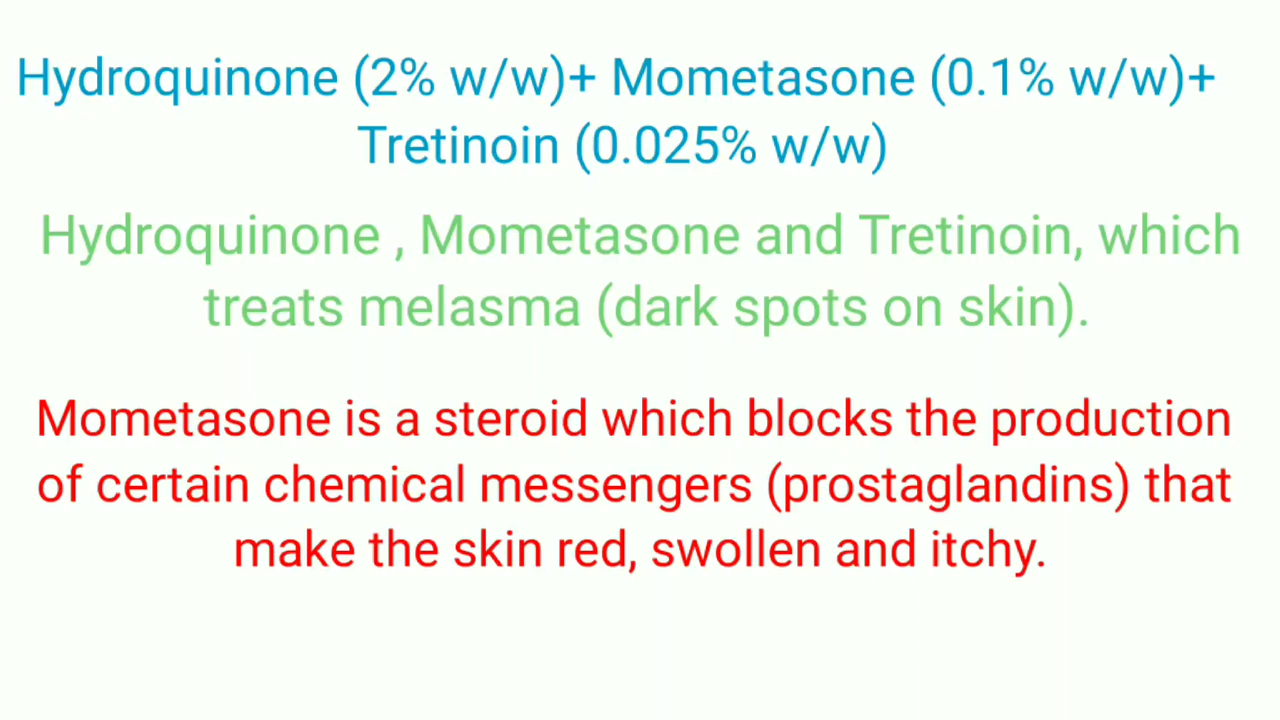 Hydroquinone (2% w/w)+ Mometasone (0.1% w/w)+
Tretinoin (0.025% w/w)
Hydroquinone , Mometasone and Tretinoin, which
treats melasma (dark spots on skin).
Mometasone is a steroid which blocks the production
of certain chemical messengers (prostaglandins) that
make the skin red, swollen and itchy.